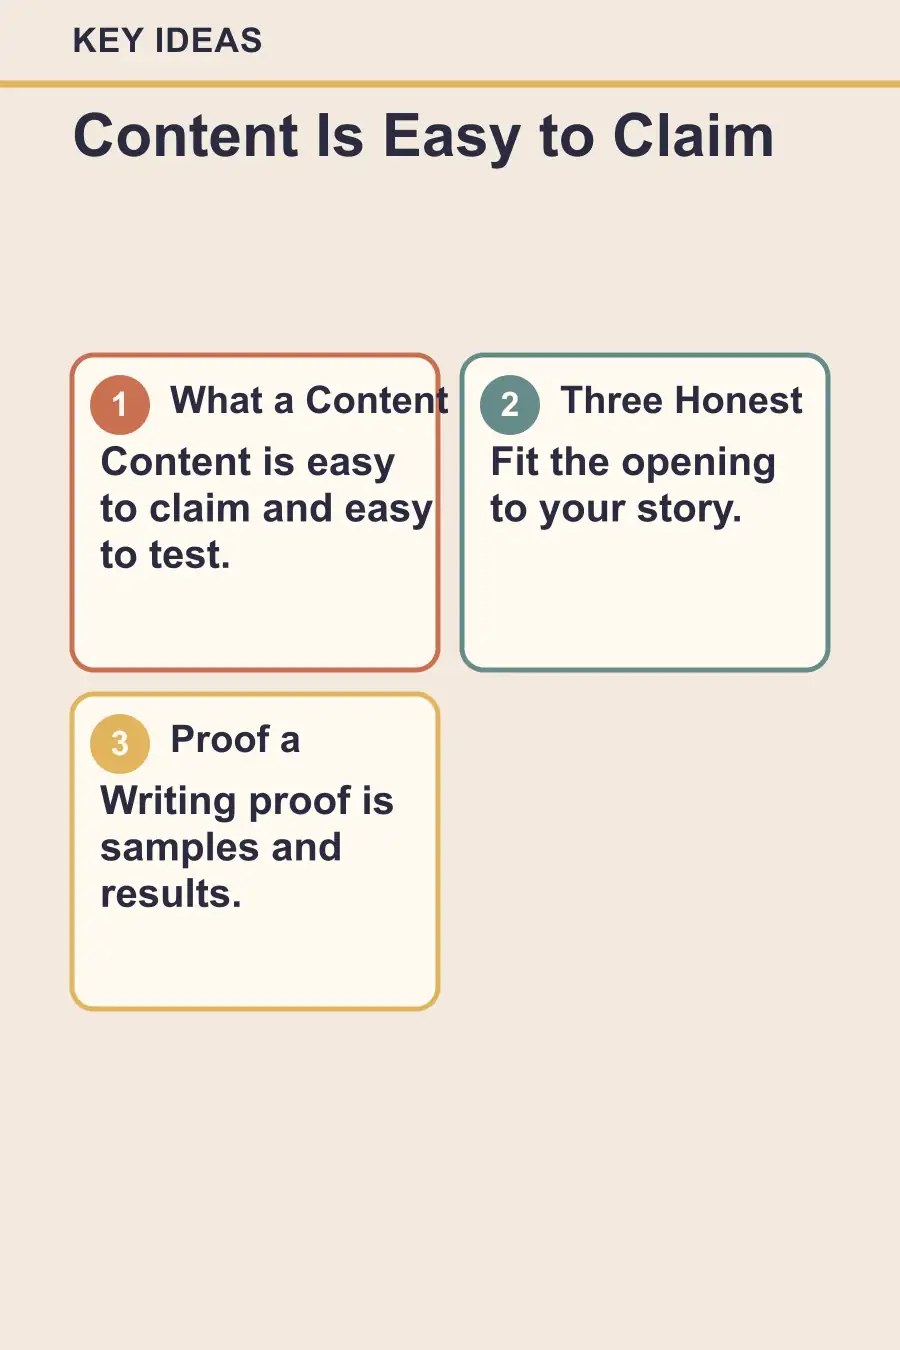 KEY IDEAS
Content Is Easy to Claim
1 What a Content
Content is easy
to claim and easy
to test.
2 Three Honest
Fit the opening
to your story.
3 Proof a
Writing proof is
samples and
results.